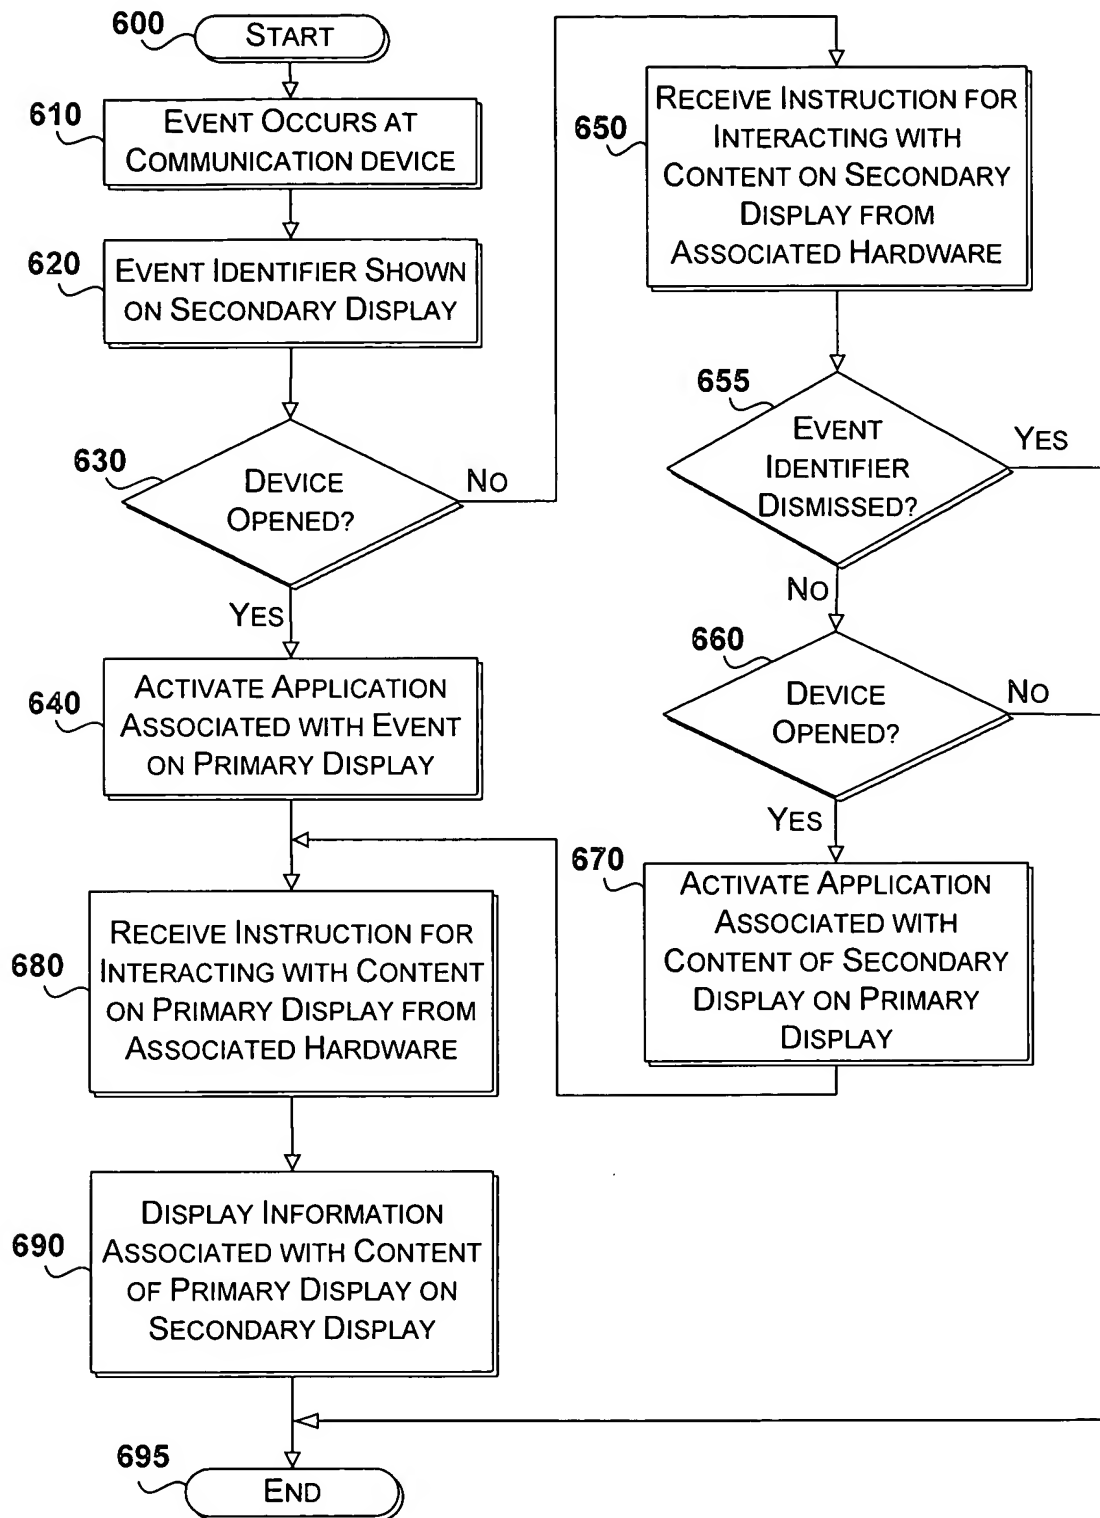 600
START
610
EVENT OCCURS AT
COMMUNICATION DEVICE
620
EVENT IDENTIFIER SHOWN
ON SECONDARY DISPLAY
630
DEVICE
OPENED?
NO
YES
640
ACTIVATE APPLICATION
ASSOCIATED WITH EVENT
ON PRIMARY DISPLAY
650
RECEIVE INSTRUCTION FOR
INTERACTING WITH
CONTENT ON SECONDARY
DISPLAY FROM
ASSOCIATED HARDWARE
655
EVENT
IDENTIFIER
DISMISSED?
YES
NO
660
DEVICE
OPENED?
NO
YES
670
ACTIVATE APPLICATION
ASSOCIATED WITH
CONTENT OF SECONDARY
DISPLAY ON PRIMARY
DISPLAY
680
RECEIVE INSTRUCTION FOR
INTERACTING WITH CONTENT
ON PRIMARY DISPLAY FROM
ASSOCIATED HARDWARE
690
DISPLAY INFORMATION
ASSOCIATED WITH CONTENT
OF PRIMARY DISPLAY ON
SECONDARY DISPLAY
695
END